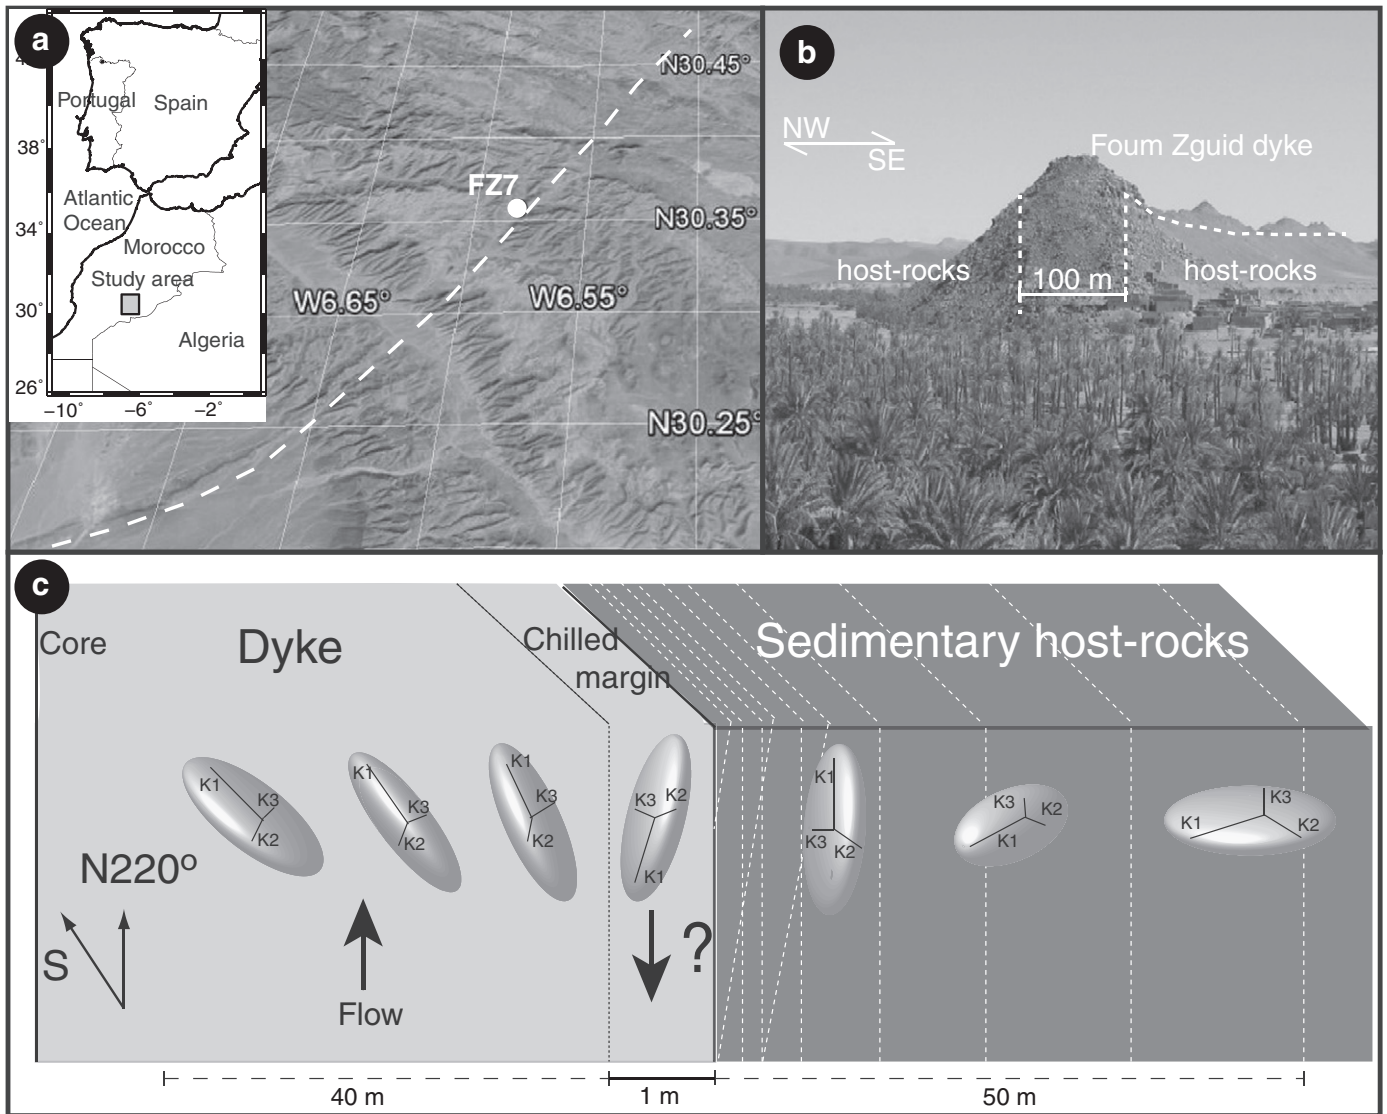 a
Portugal
Spain
38°
Atlantic
Ocean
34°
Morocco
Study area
30°
Algeria
26°
−10°
−6°
−2°
N30.45°
FZ7
N30.35°
W6.65°
W6.55°
N30.25°
b
NW
SE
Foum Zguid dyke
host-rocks
100 m
host-rocks
c
Core
Dyke
Chilled
margin
Sedimentary host-rocks
K1
K3
K2
K1
K3
K2
K1
K3
K2
K3
K2
K1
K1
K3
K2
K3
K2
K1
K3
K1
K2
N220º
S
Flow
?
40 m
1 m
50 m